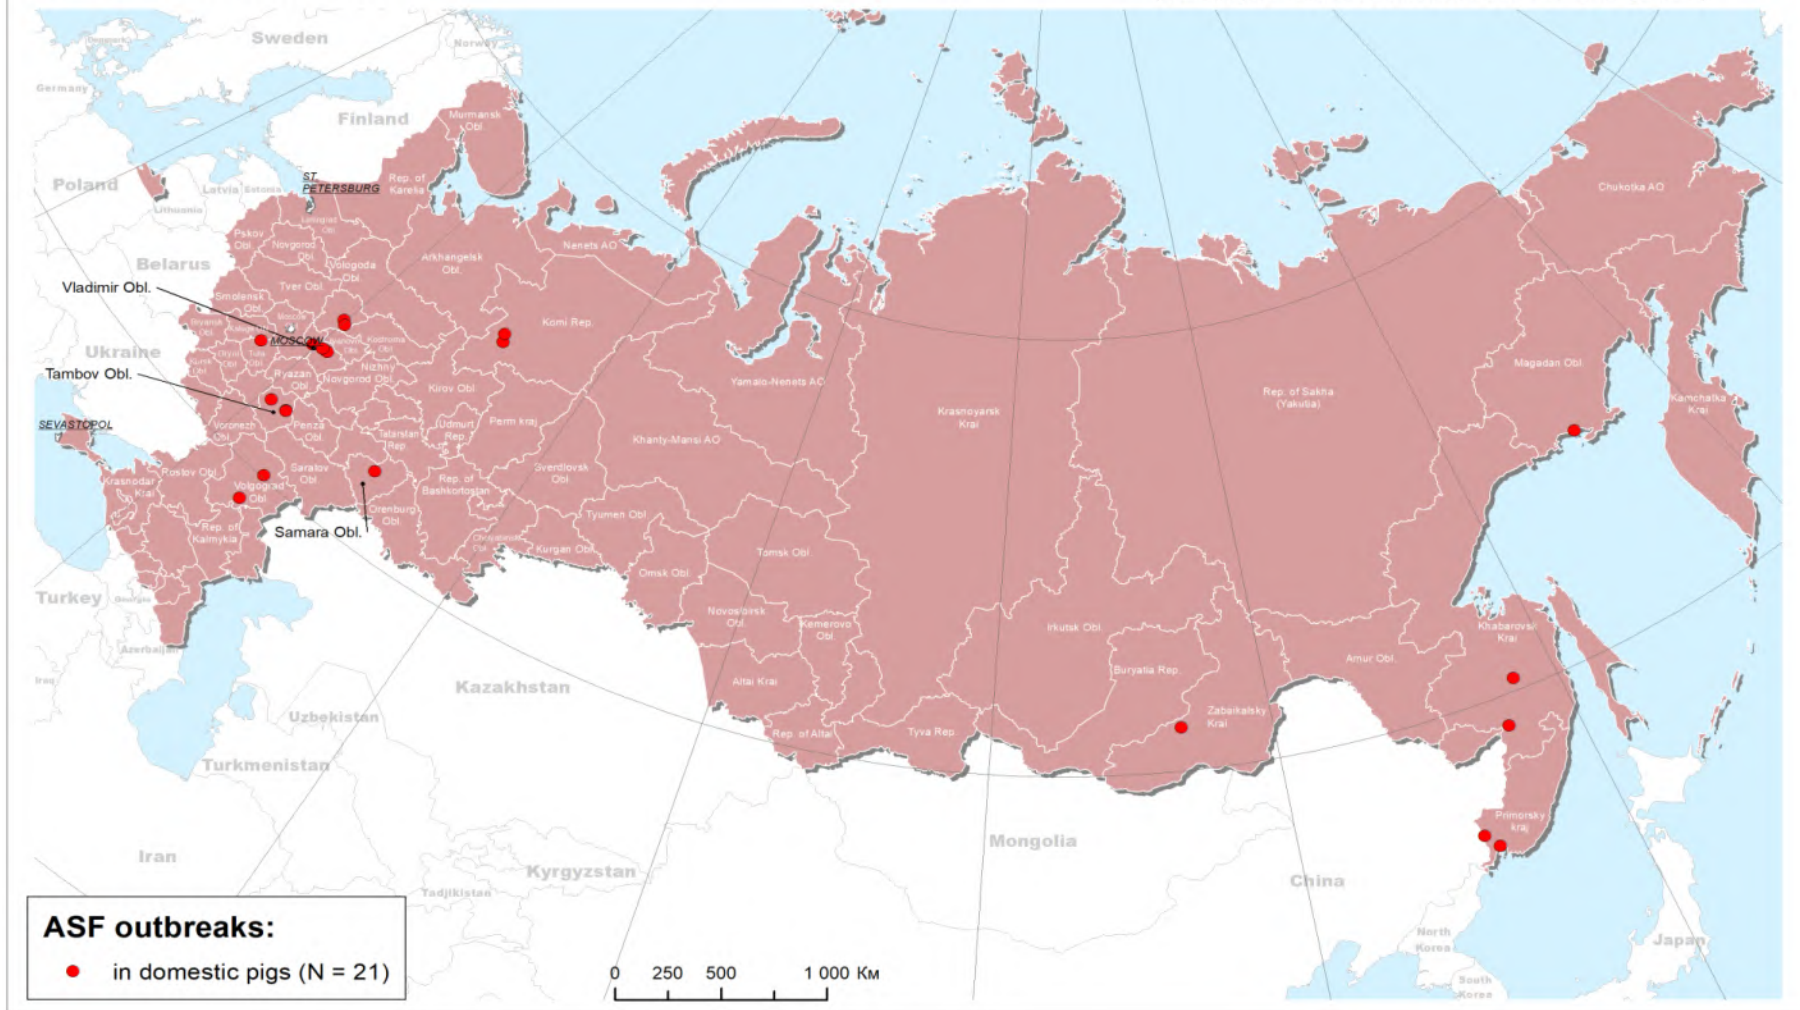 Sweden
Norway
Germany
Finland
Murmansk
Obl.
Poland
Latvia
Estonia
Lithuania
ST.
PETERSBURG
Rep. of
Karelia
Chukotka AO
Pskov
Obl.
Novgorod
Obl.
Vologda
Obl.
Arkhangelsk
Obl.
Nenets AO
Belarus
Vladimir Obl.
Tver Obl.
Smolensk
Obl.
Moscow
MOSCOW
Komi Rep.
Kostroma
Obl.
Ukraine
Tula
Obl.
Ryazan
Obl.
Nizhny
Novgorod Obl.
Kirov Obl.
Tambov Obl.
Yamalo-Nenets AO
Krasnoyarsk
Krai
Rep. of Sakha
(Yakutia)
Magadan Obl.
Kamchatka
Krai
SEVASTOPOL
Voronezh
Obl.
Penza
Obl.
Tatarstan
Rep.
Udmurt
Rep.
Perm kraj
Khanty-Mansi AO
Rostov Obl.
Saratov
Obl.
Krasnodar
Krai
Volgograd
Obl.
Rep. of
Bashkortostan
Sverdlovsk
Obl.
Orenburg
Obl.
Tyumen Obl.
Rep. of
Kalmykia
Samara Obl.
Kurgan Obl.
Tomsk Obl.
Omsk Obl.
Turkey
Georgia
Novosibirsk
Obl.
Kemerovo
Obl.
Irkutsk Obl.
Khabarovsk
Krai
Azerbaijan
Iraq
Kazakhstan
Altai Krai
Buryatia Rep.
Amur Obl.
Uzbekistan
Zabaikalsky
Krai
Rep. of Altai
Tyva Rep.
Turkmenistan
Primorsky
kraj
Mongolia
Iran
Kyrgyzstan
China
Tadjikistan
North
Korea
Japan
South
Korea
ASF outbreaks:
in domestic pigs (N = 21)
0 250 500 1 000 Км